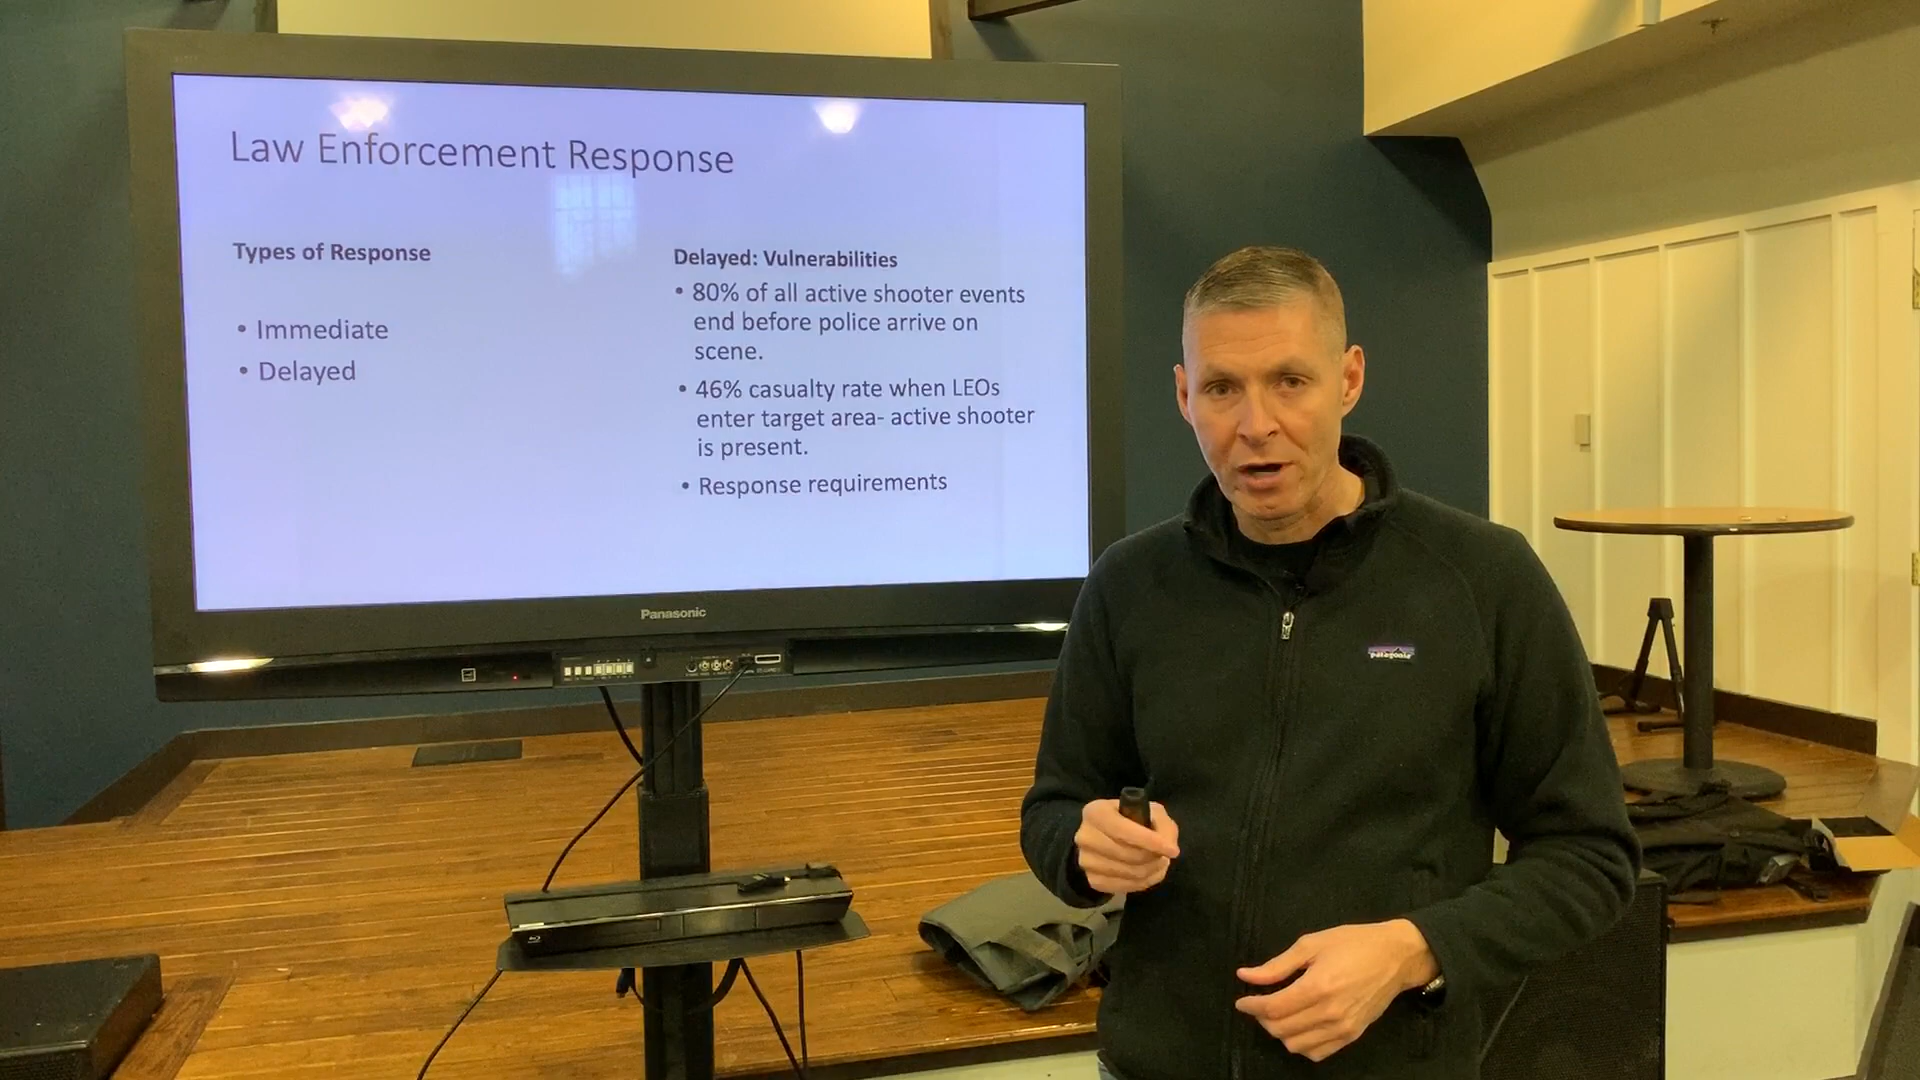 Law Enforcement Response
Types of Response
• Immediate
• Delayed
Delayed: Vulnerabilities
• 80% of all active shooter events
end before police arrive on
scene.
• 46% casualty rate when LEOs
enter target area- active shooter
is present.
• Response requirements
Panasonic
patagonia